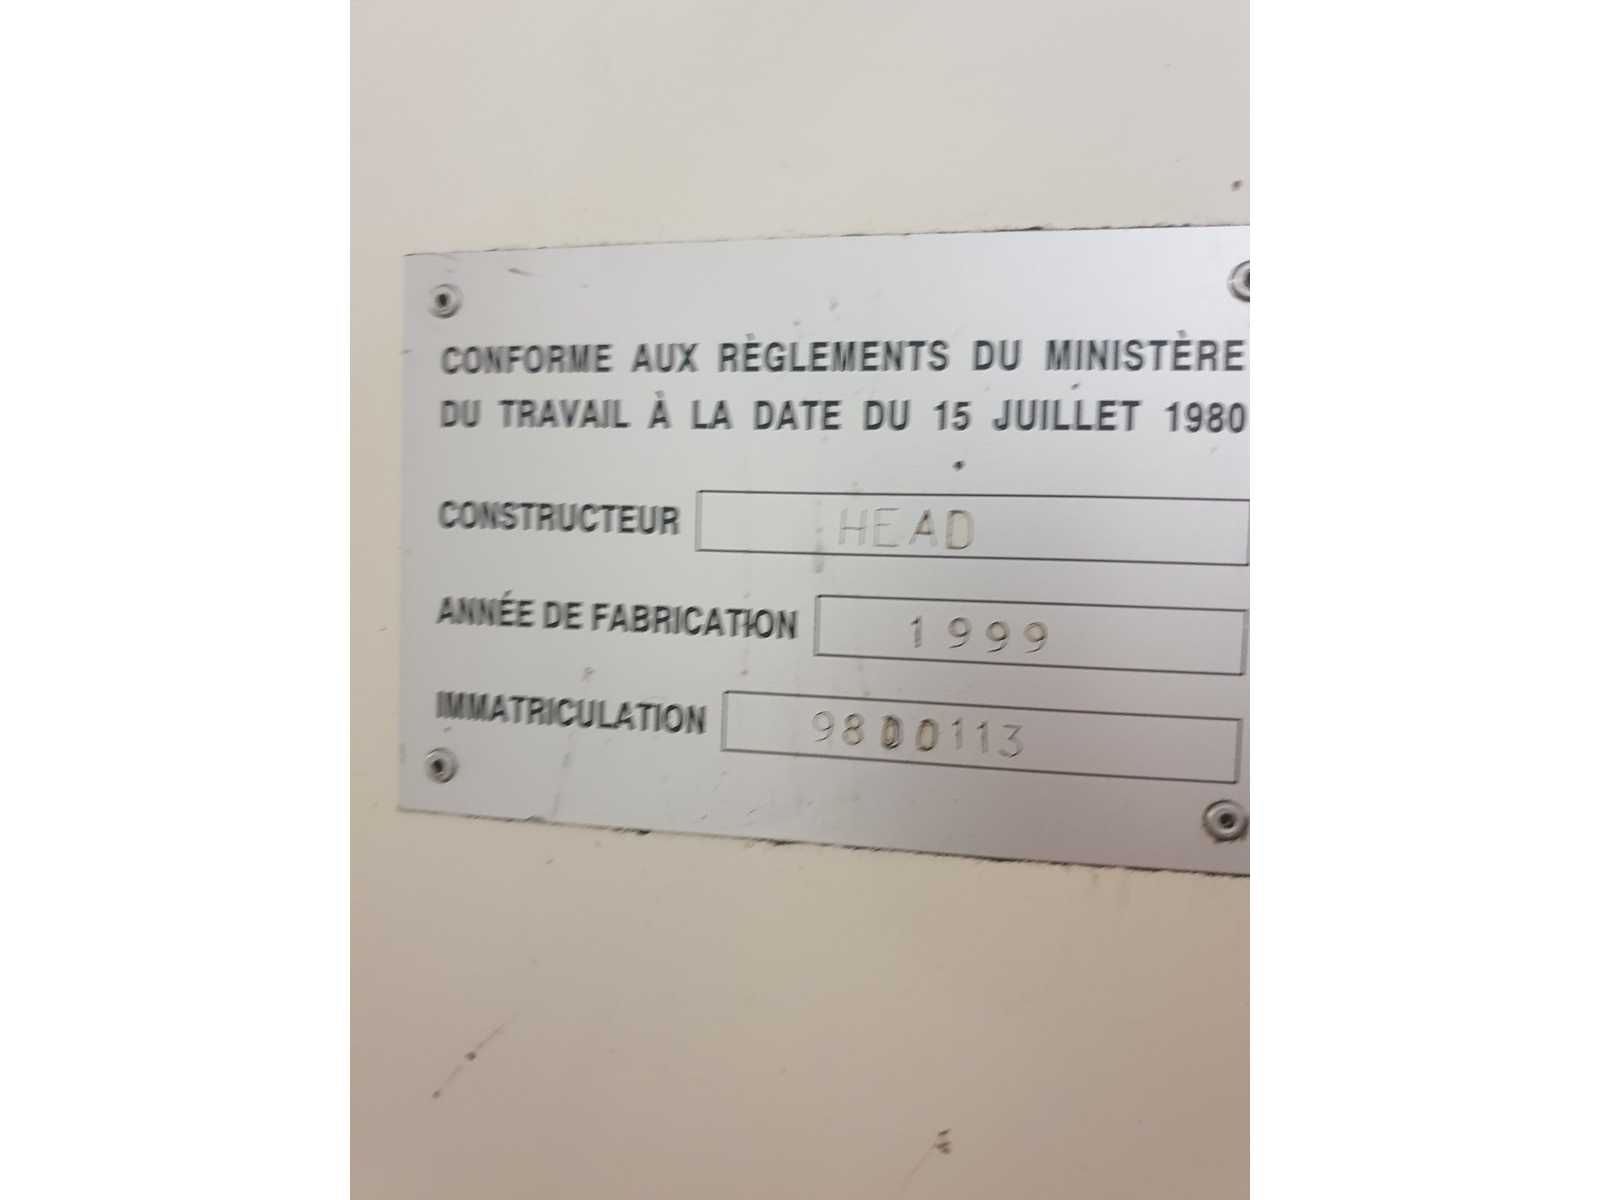 CONFORME AUX RÈGLEMENTS DU MINISTÈRE
DU TRAVAIL À LA DATE DU 15 JUILLET 1980
CONSTRUCTEUR HEAD
ANNÉE DE FABRICATION 1999
IMMATRICULATION 9800113